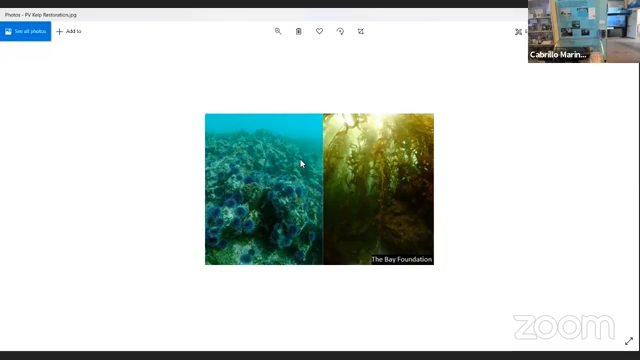 Photos - PV Kelp Restoration.jpg
See all photos
Add to
Cabrillo Marin...
The Bay Foundation
zoom